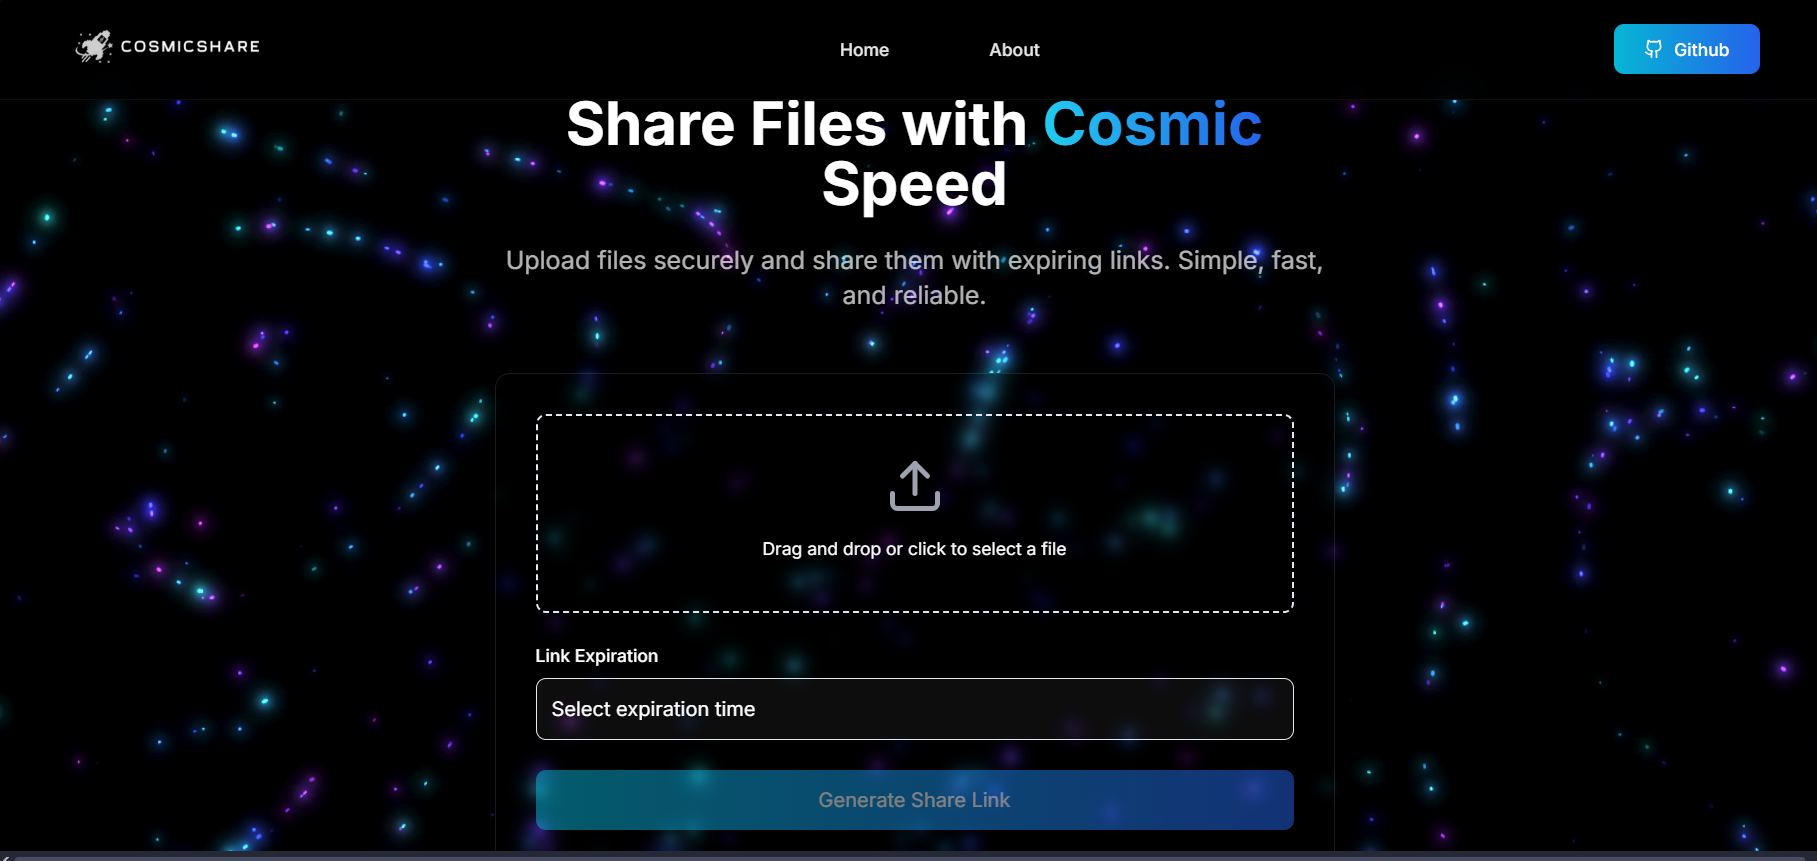 COSMICSHARE
Home
About
Github
Share Files with Cosmic
Speed
Upload files securely and share them with expiring links. Simple, fast,
and reliable.
Drag and drop or click to select a file
Link Expiration
Select expiration time
Generate Share Link